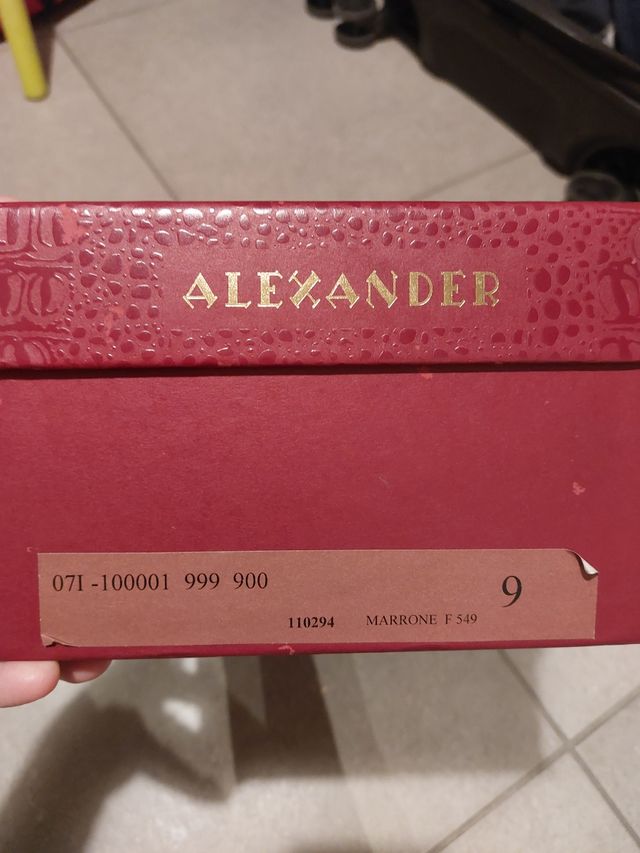 ALEXANDER
07I -100001 999 900
9
110294 MARRONE F 549